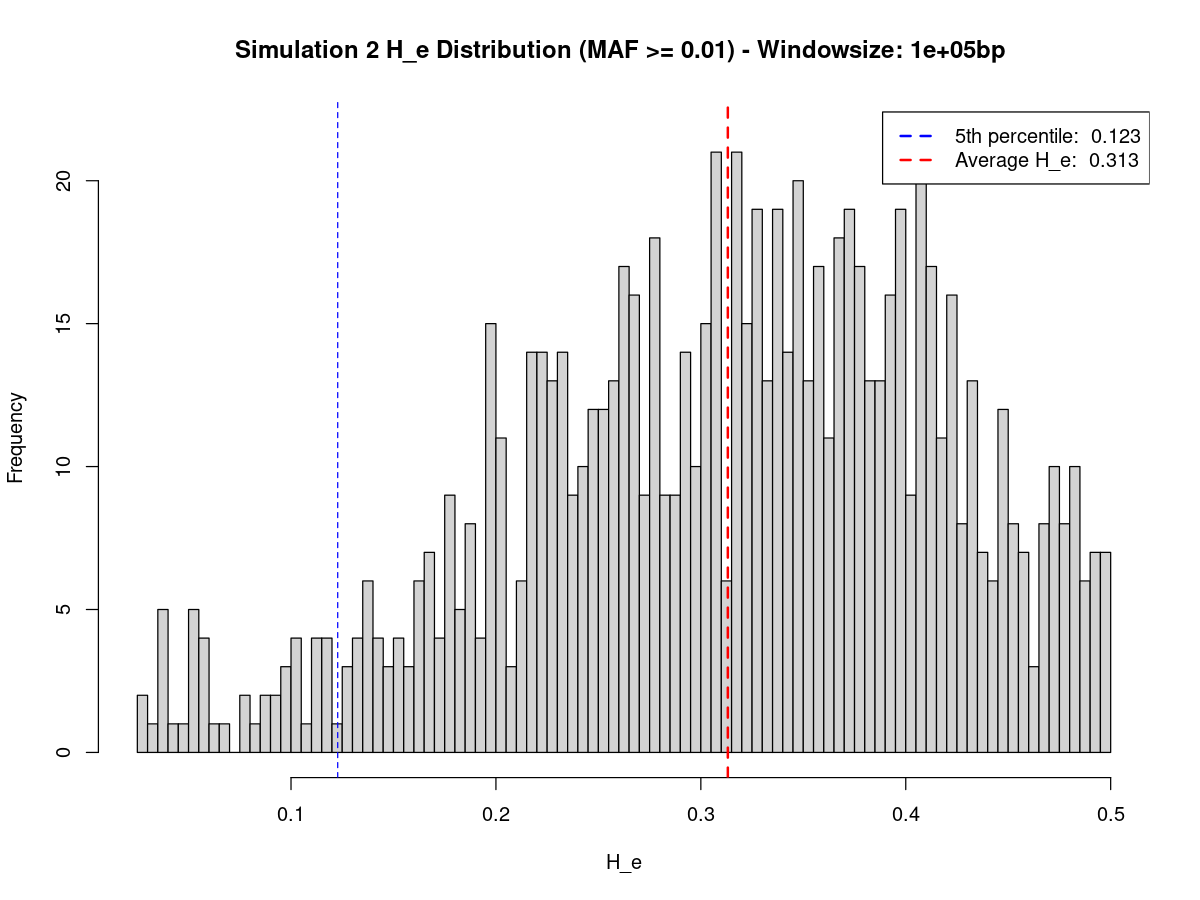 Simulation 2 H_e Distribution (MAF >= 0.01) - Windowsize: 1e+05bp
5th percentile: 0.123
Average H_e: 0.313
Frequency
20
15
10
5
0
0.1 0.2 0.3 0.4 0.5
H_e